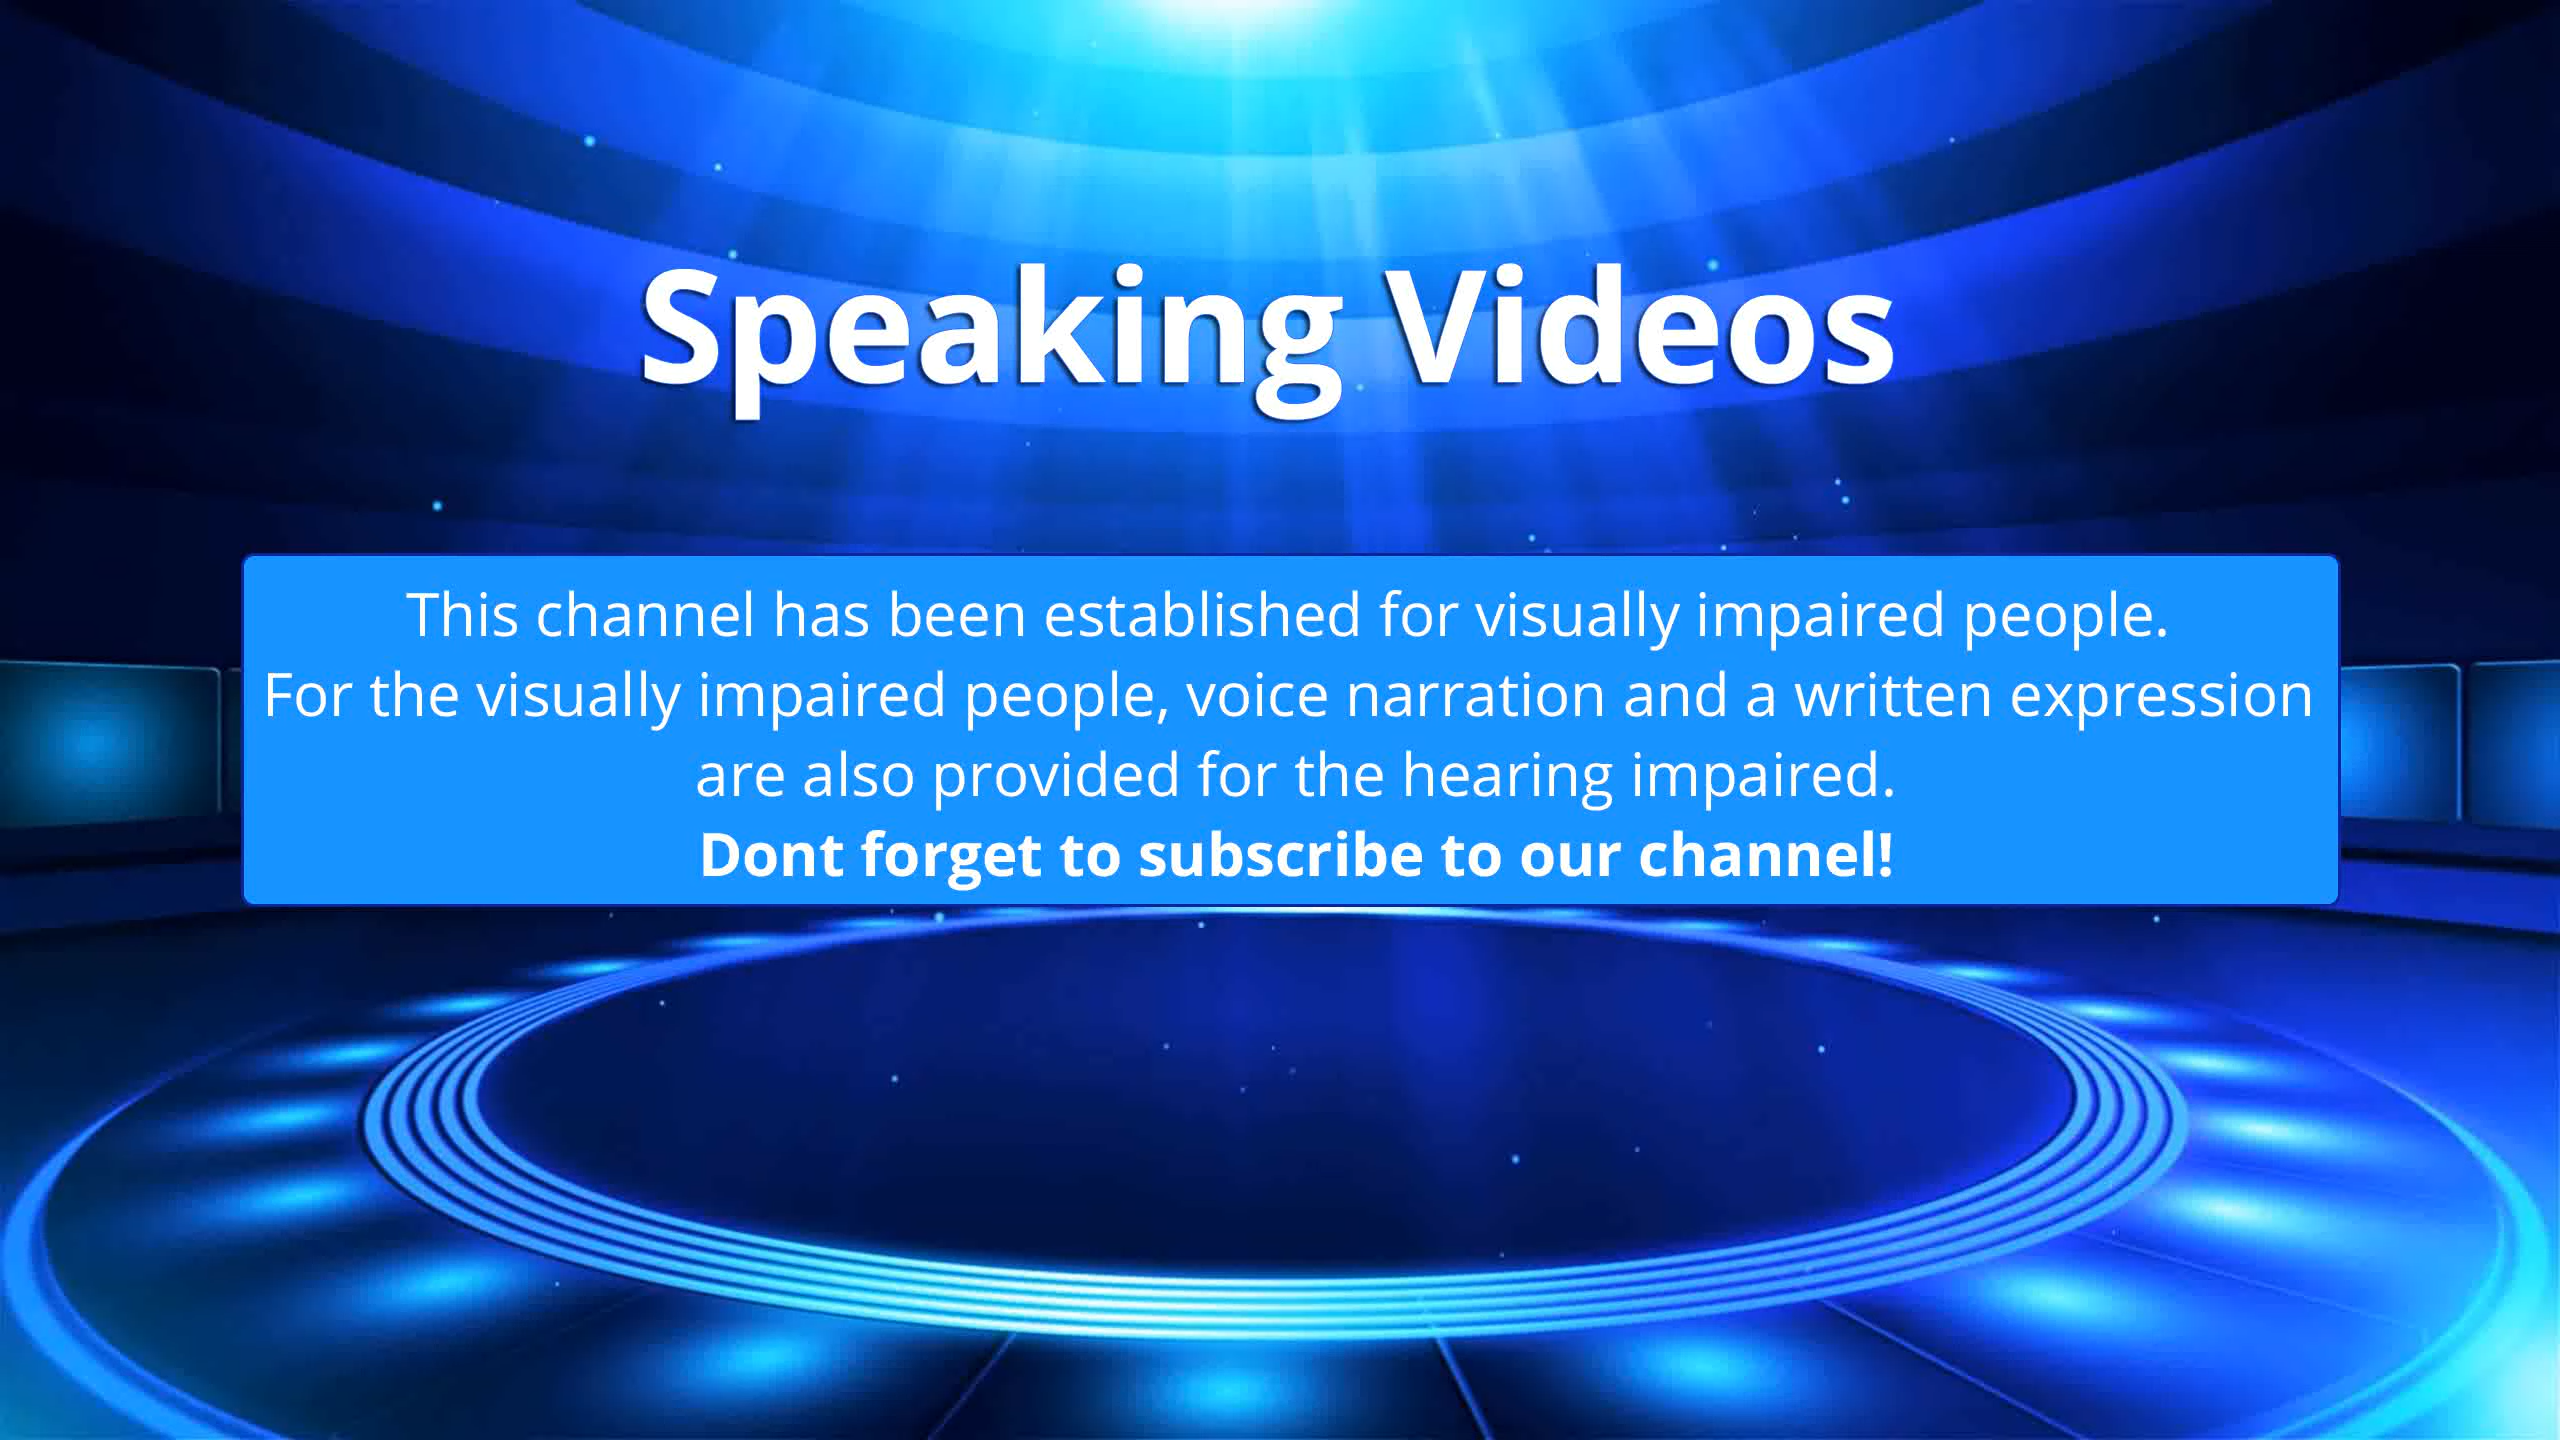 Speaking Videos
This channel has been established for visually impaired people.
For the visually impaired people, voice narration and a written expression
are also provided for the hearing impaired.
Dont forget to subscribe to our channel!